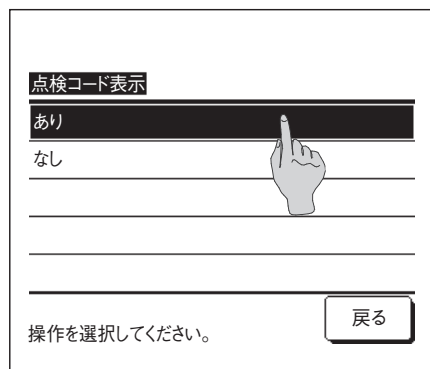 点検コード表示
あり
なし
操作を選択してください。
戻る